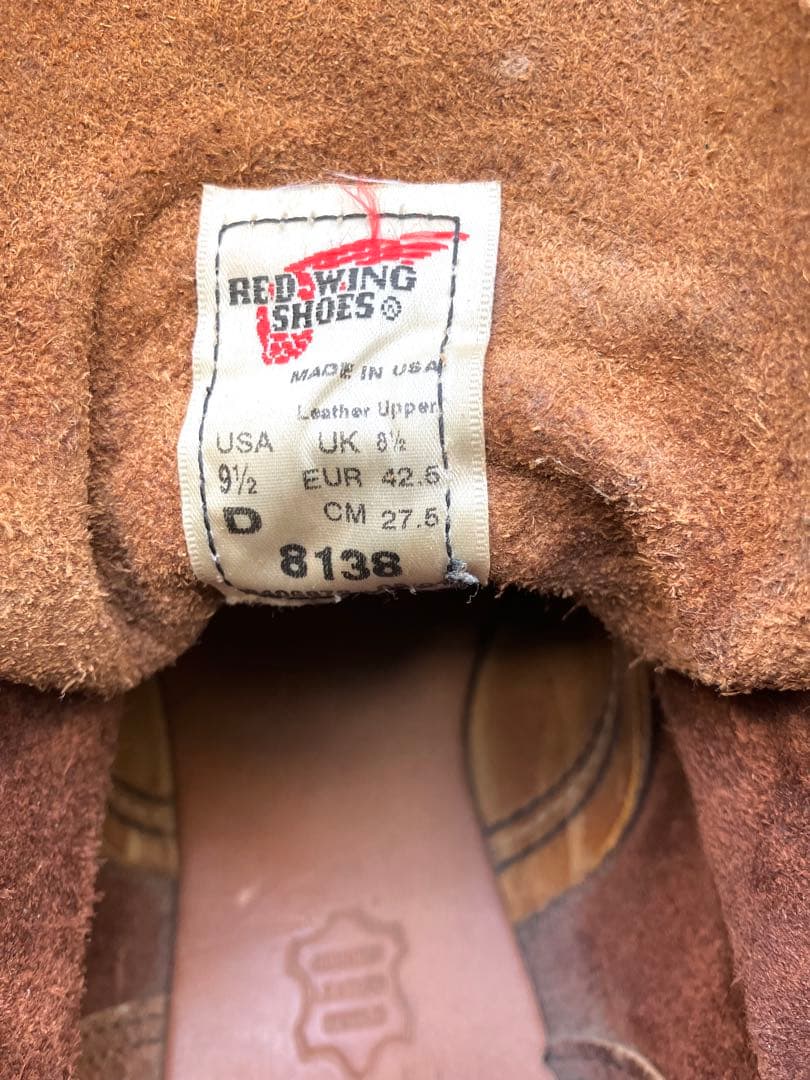 RED WING
SHOES ®
MADE IN USA
Leather Upper
USA UK 8½
9½ EUR 42.5
D CM 27.5
8138